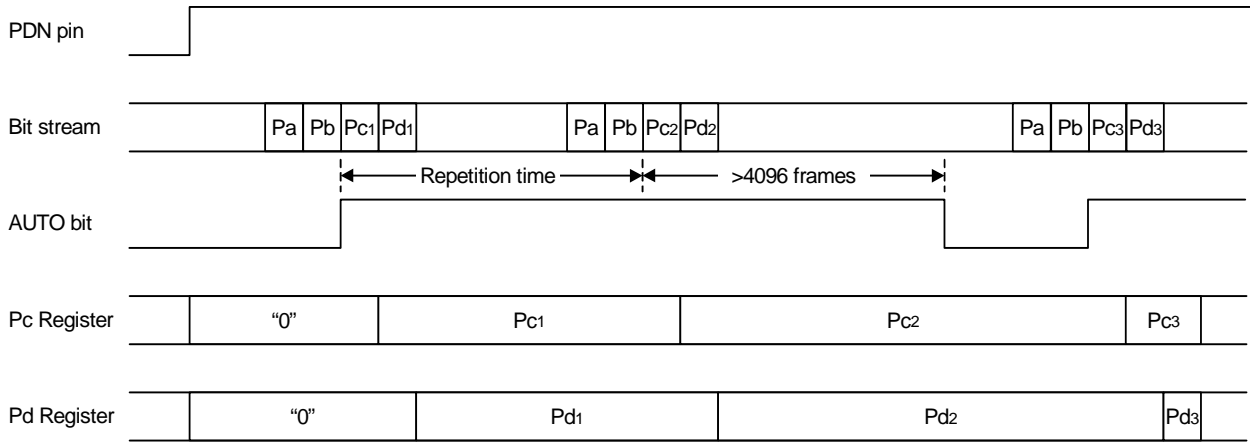 PDN pin
Bit stream
Pa Pb Pc1 Pd1 Pa Pb Pc2 Pd2 Pa Pb Pc3 Pd3
Repetition time >4096 frames
AUTO bit
Pc Register “0” Pc1 Pc2 Pc3
Pd Register “0” Pd1 Pd2 Pd3